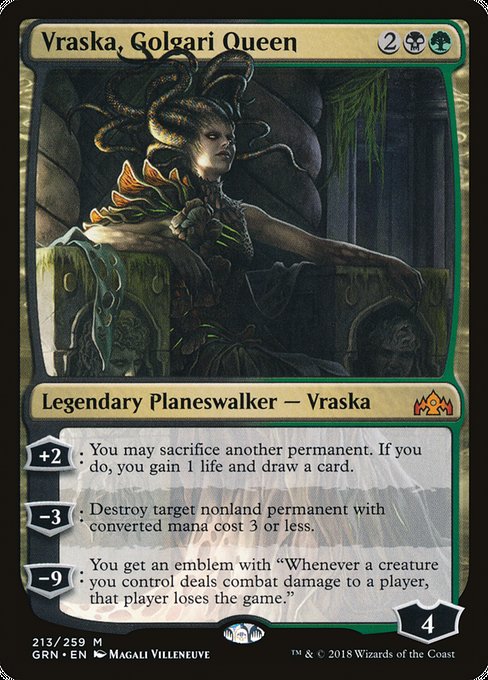 Vraska, Golgari Queen 2
Legendary Planeswalker — Vraska
+2 : You may sacrifice another permanent. If you
do, you gain 1 life and draw a card.
−3 : Destroy target nonland permanent with
converted mana cost 3 or less.
−9 : You get an emblem with “Whenever a creature
you control deals combat damage to a player,
that player loses the game.”
4
213/259 M
GRN • EN Magali Villeneuve
™ & © 2018 Wizards of the Coast